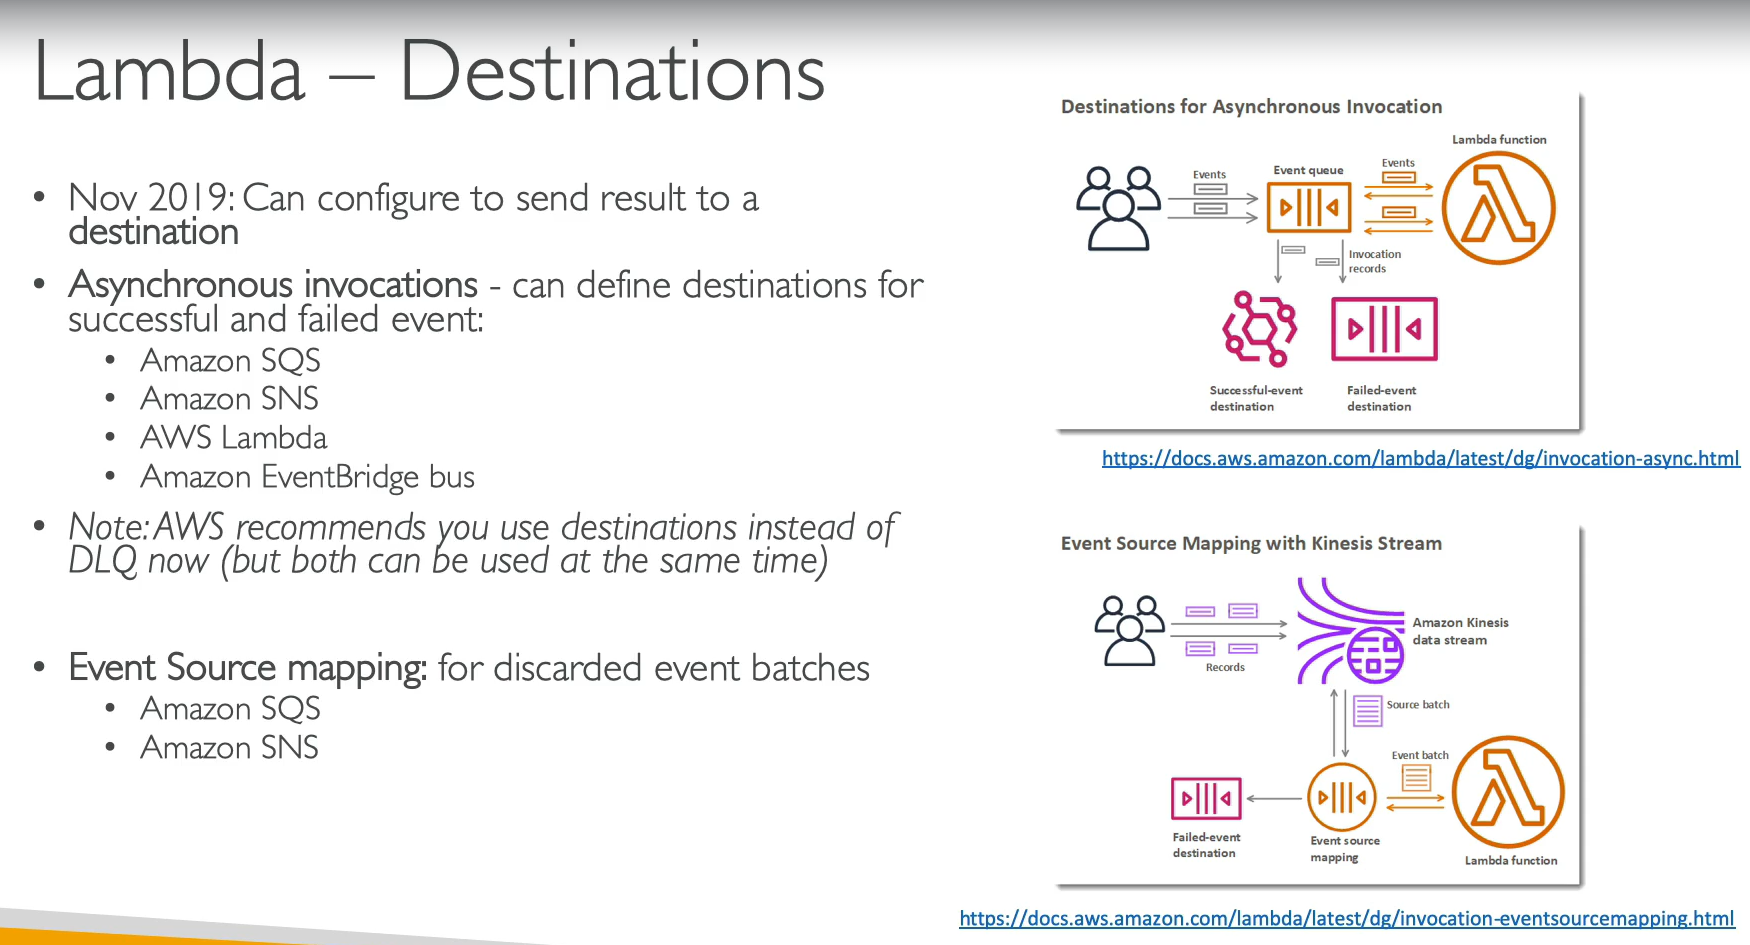 Lambda – Destinations
• Nov 2019: Can configure to send result to a
destination
• Asynchronous invocations - can define destinations for
successful and failed event:
• Amazon SQS
• Amazon SNS
• AWS Lambda
• Amazon EventBridge bus
• Note: AWS recommends you use destinations instead of
DLQ now (but both can be used at the same time)
• Event Source mapping: for discarded event batches
• Amazon SQS
• Amazon SNS
Destinations for Asynchronous Invocation
Lambda function
Events
Event queue
Events
Invocation
records
Successful-event
destination
Failed-event
destination
https://docs.aws.amazon.com/lambda/latest/dg/invocation-async.html
Event Source Mapping with Kinesis Stream
Amazon Kinesis
data stream
Records
Source batch
Event batch
Failed-event
destination
Event source
mapping
Lambda function
https://docs.aws.amazon.com/lambda/latest/dg/invocation-eventsourcemapping.html